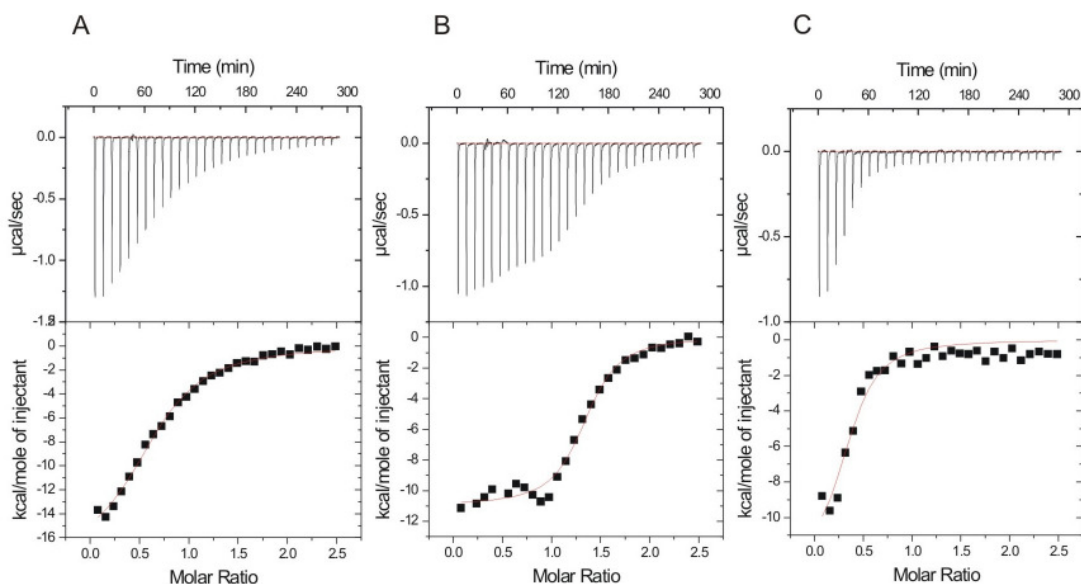 A
Time (min)
0 60 120 180 240 300
0.0
-0.5
-1.0
-1.5
µcal/sec
0
-2
-4
-6
-8
-10
-12
-14
-16
kcal/mole of injectant
0.0 0.5 1.0 1.5 2.0 2.5
Molar Ratio
B
Time (min)
0 60 120 180 240 300
0.0
-0.5
-1.0
µcal/sec
0
-2
-4
-6
-8
-10
-12
kcal/mole of injectant
0.0 0.5 1.0 1.5 2.0 2.5
Molar Ratio
C
Time (min)
0 60 120 180 240 300
0.0
-0.5
-1.0
µcal/sec
0
-2
-4
-6
-8
-10
kcal/mole of injectant
0.0 0.5 1.0 1.5 2.0 2.5
Molar Ratio